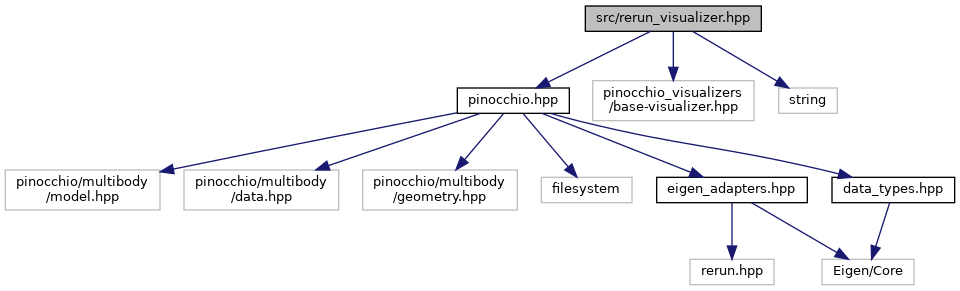 src/rerun_visualizer.hpp
pinocchio.hpp
pinocchio_visualizers
/base-visualizer.hpp
string
pinocchio/multibody
/model.hpp
pinocchio/multibody
/data.hpp
pinocchio/multibody
/geometry.hpp
filesystem
eigen_adapters.hpp
data_types.hpp
rerun.hpp
Eigen/Core